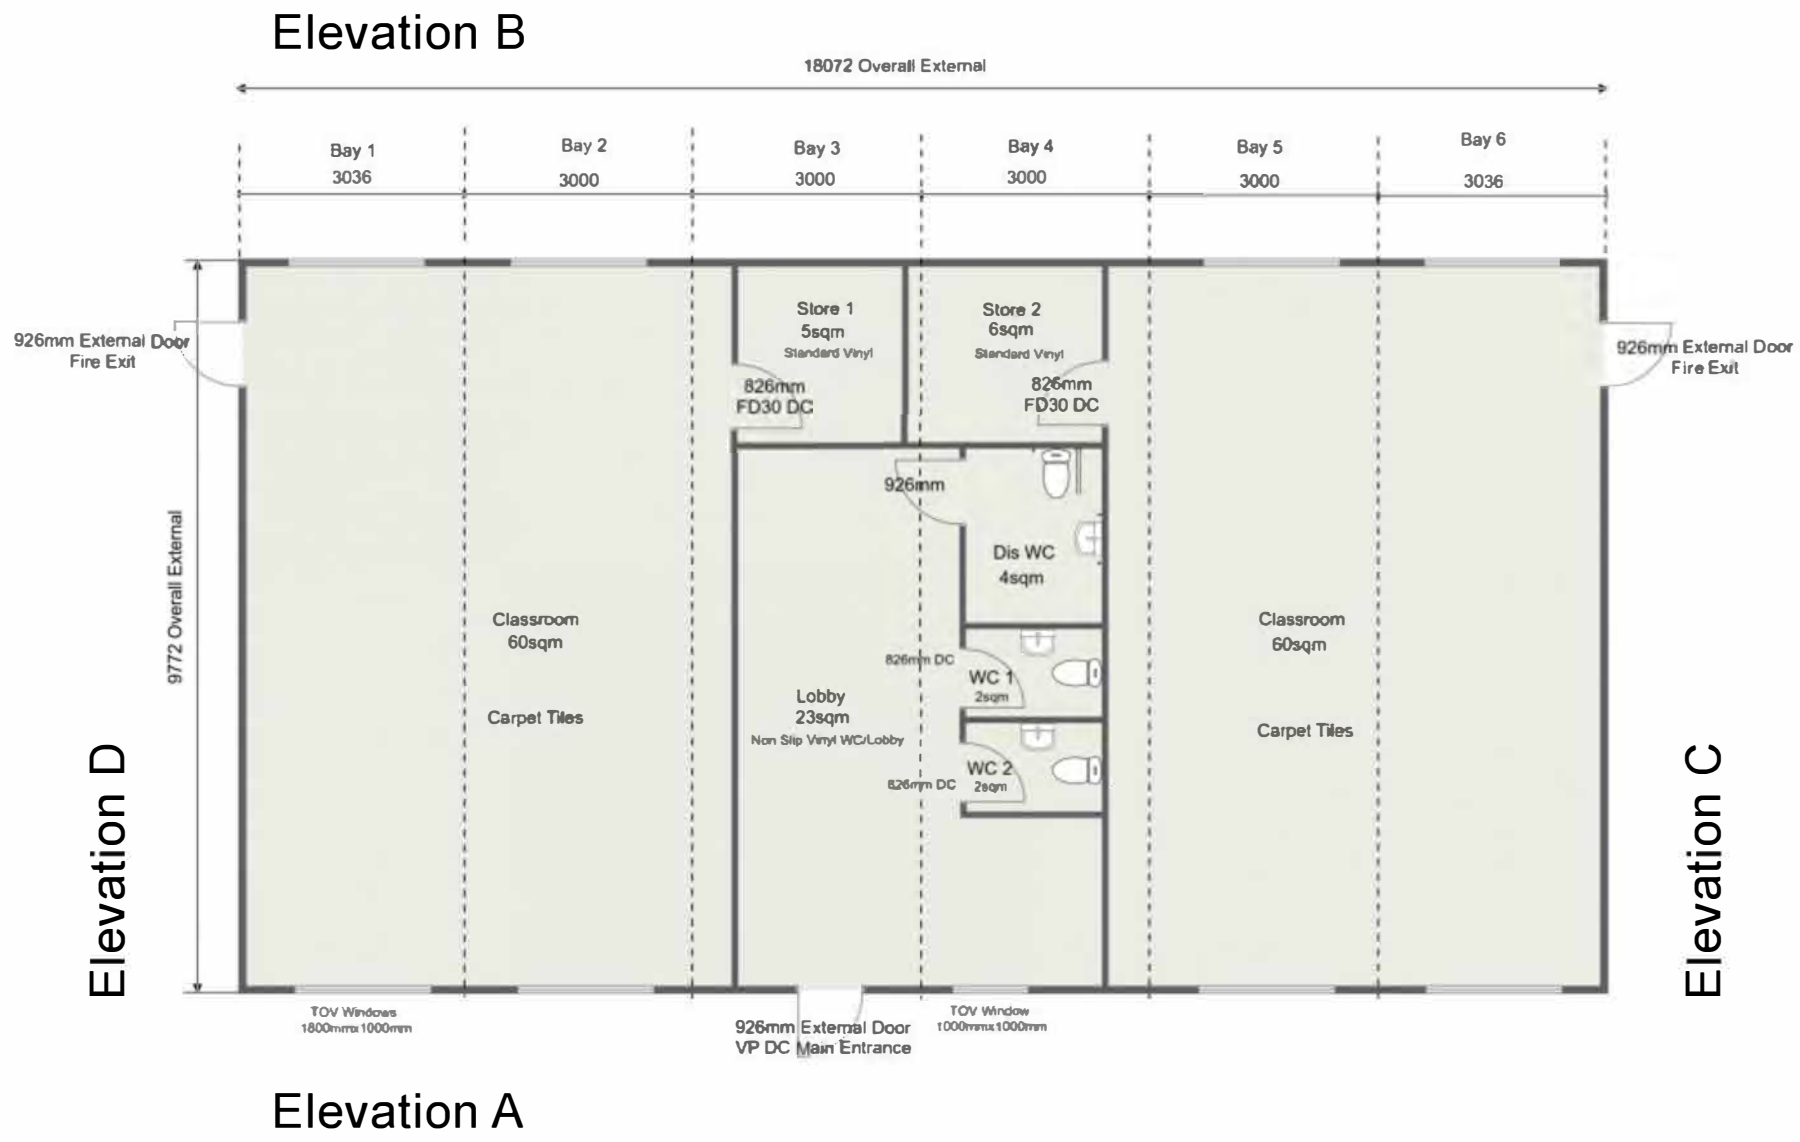 Elevation B
18072 Overall External
Bay 1
3036
Bay 2
3000
Bay 3
3000
Bay 4
3000
Bay 5
3000
Bay 6
3036
926mm External Door
Fire Exit
Store 1
5sqm
Standard Vinyl
826mm
FD30 DC
Store 2
6sqm
Standard Vinyl
826mm
FD30 DC
926mm External Door
Fire Exit
9772 Overall External
926mm
Dis WC
4sqm
Classroom
60sqm
Carpet Tiles
826mm DC
WC 1
2sqm
Lobby
23sqm
Non Slip Vinyl WC/Lobby
826mm DC
WC 2
2sqm
Classroom
60sqm
Carpet Tiles
Elevation D
Elevation C
TOV Windows
1800mmx1000mm
926mm External Door
VP DC Main Entrance
TOV Window
1000mmx1000mm
Elevation A